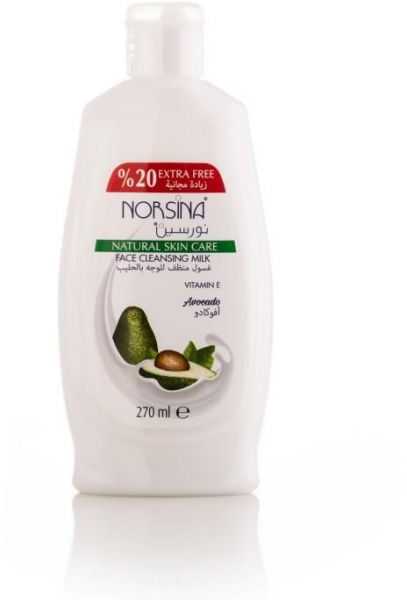 %20 EXTRA FREE
زيادة مجانية
NORSINA®
نورسين®
NATURAL SKIN CARE
FACE CLEANSING MILK
غسول منظف للوجه بالحليب
VITAMIN E
Avocado
أفوكادو
270 ml e